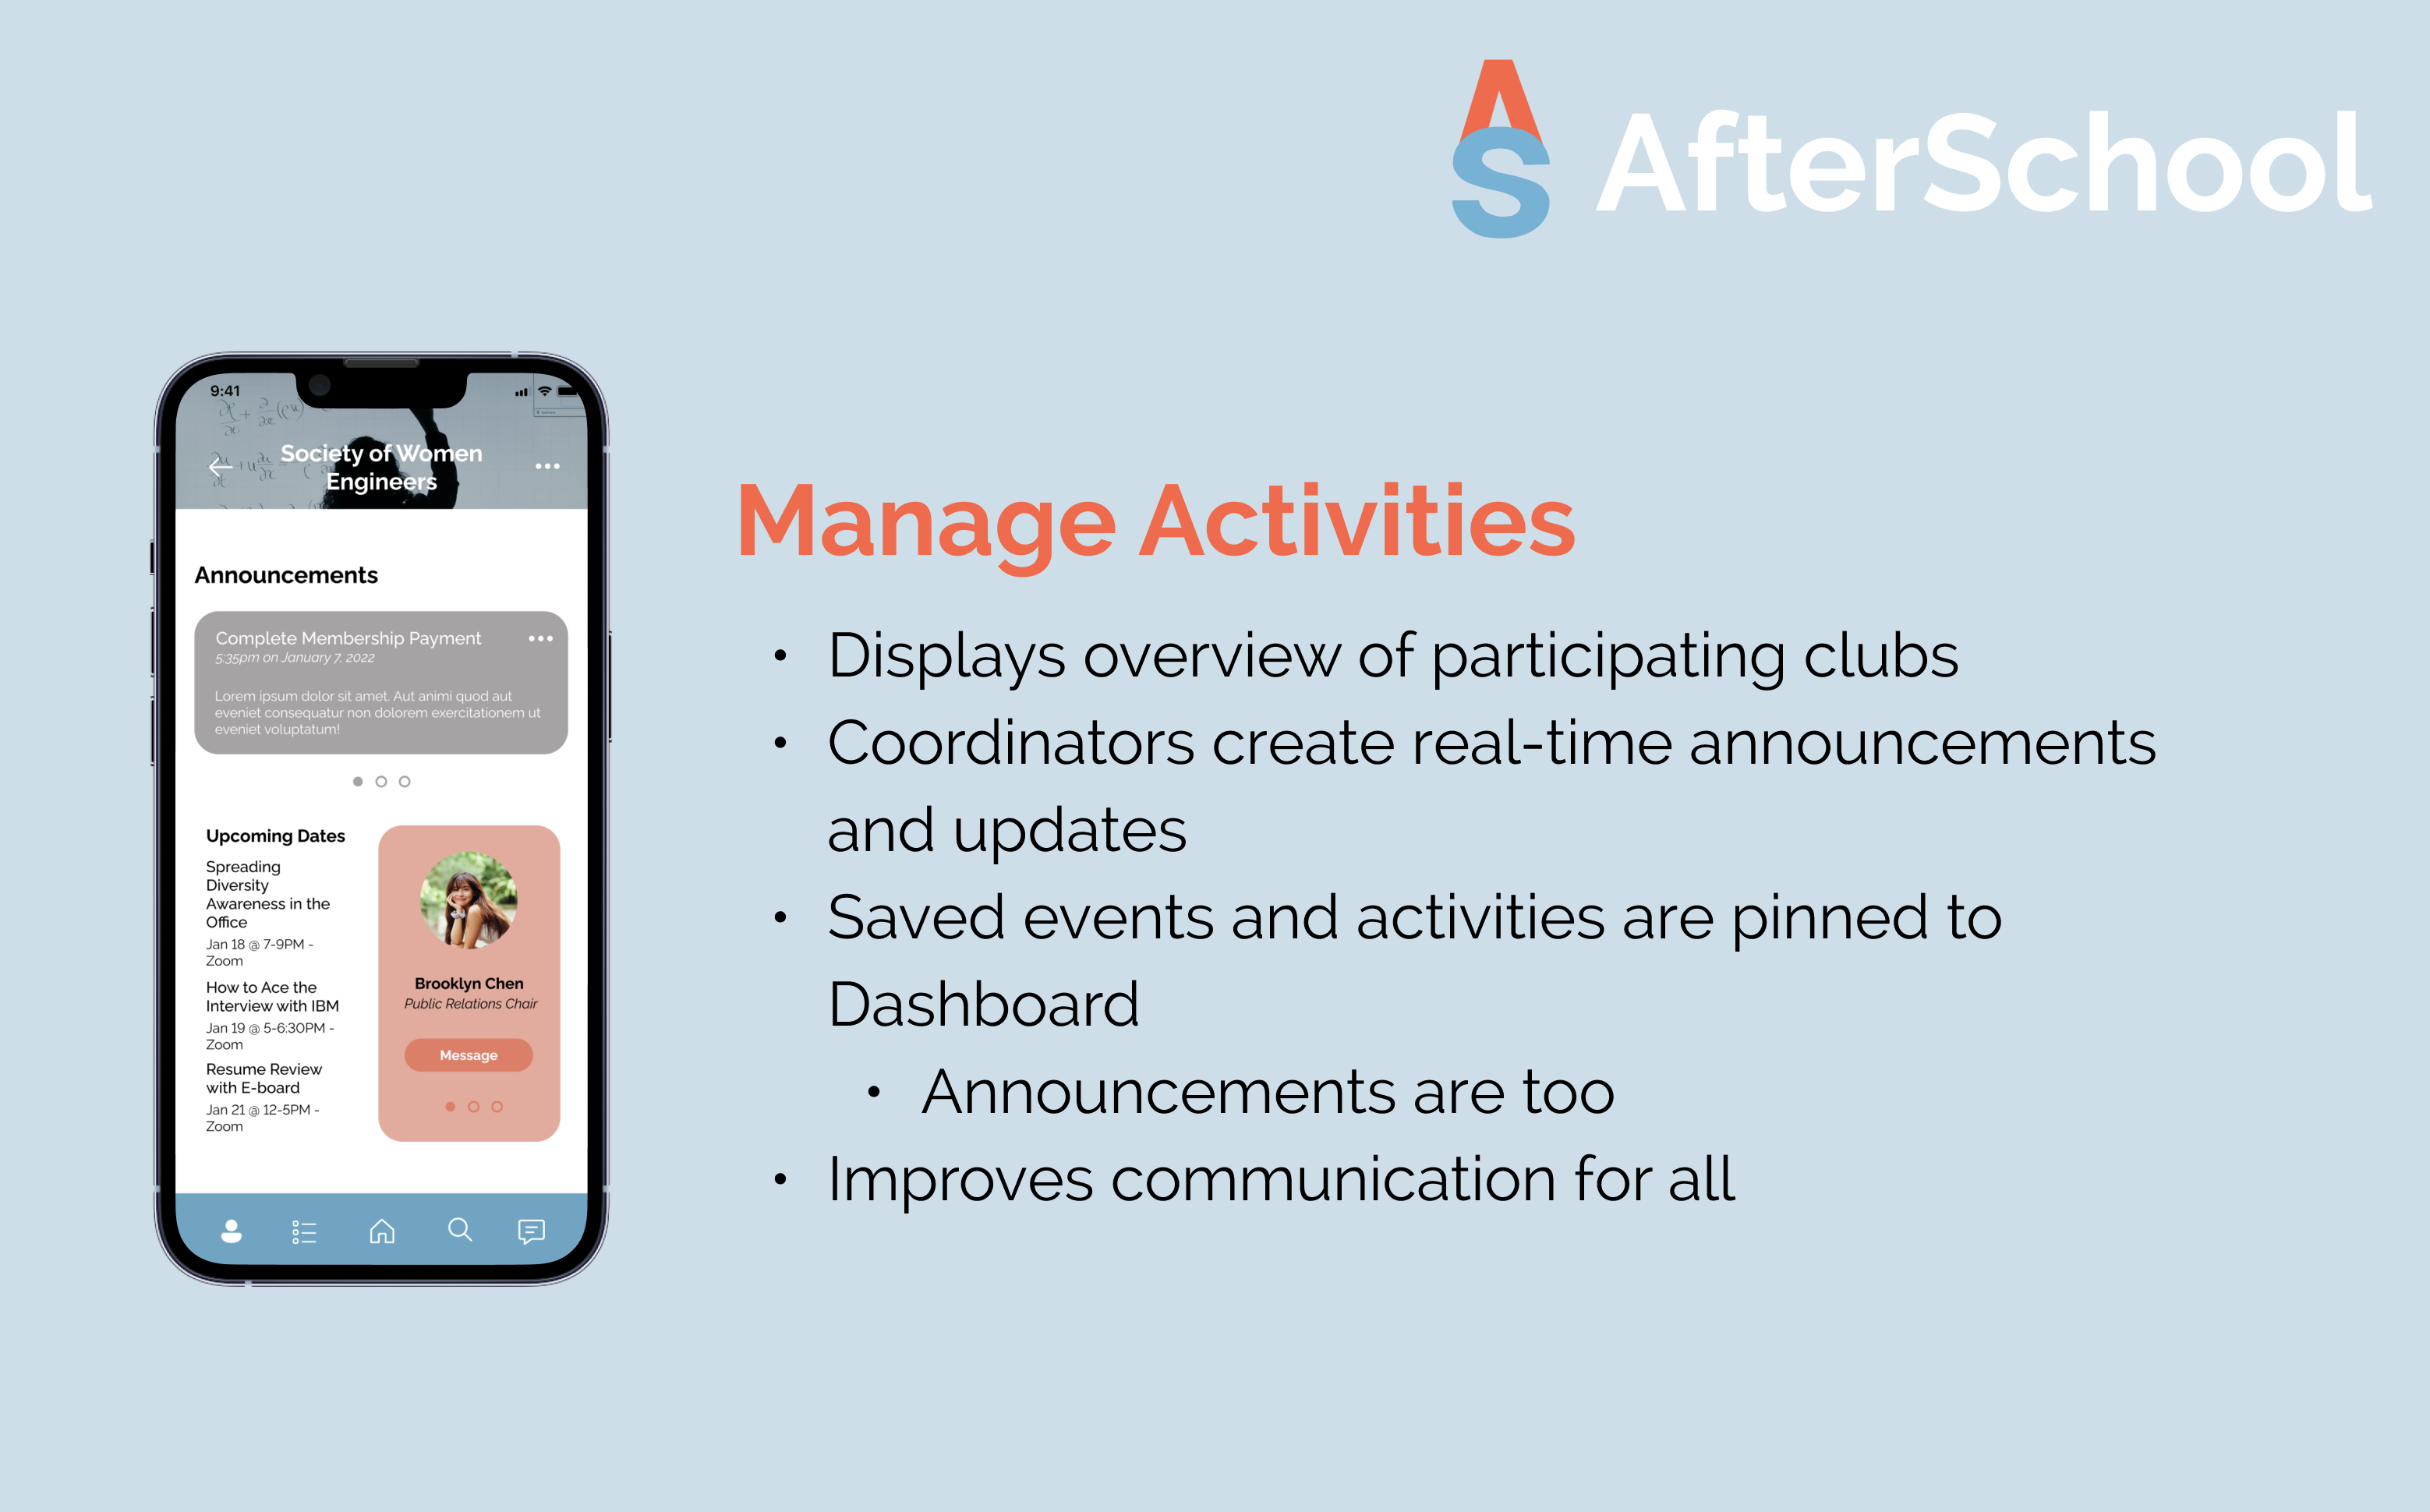 AS AfterSchool
9:41
Society of Women
Engineers
Announcements
Complete Membership Payment
5:35pm on January 7, 2022
Lorem ipsum dolor sit amet. Aut animi quod aut
eveniet consequatur non dolorem exercitationem ut
eveniet voluptatum!
Upcoming Dates
Spreading
Diversity
Awareness in the
Office
Jan 18 @ 7-9PM -
Zoom
How to Ace the
Interview with IBM
Jan 19 @ 5-6:30PM -
Zoom
Resume Review
with E-board
Jan 21 @ 12-5PM -
Zoom
Brooklyn Chen
Public Relations Chair
Message
Manage Activities
• Displays overview of participating clubs
• Coordinators create real-time announcements
and updates
• Saved events and activities are pinned to
Dashboard
• Announcements are too
• Improves communication for all